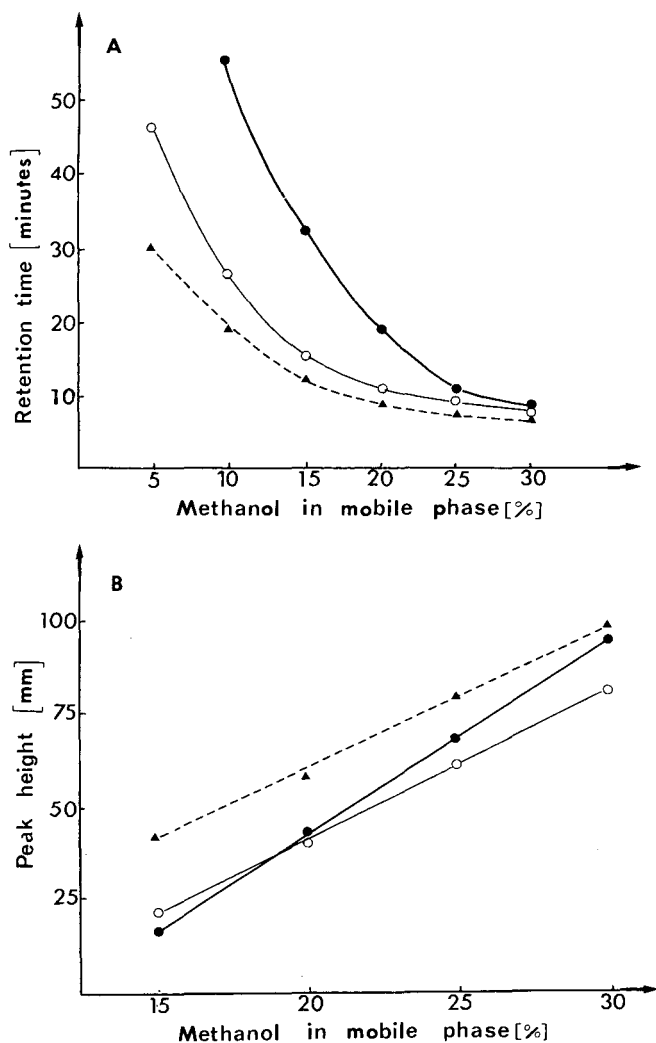 A
50
40
30
20
10
Retention time [minutes]
5 10 15 20 25 30
Methanol in mobile phase [%]
B
100
75
50
25
Peak height [mm]
15 20 25 30
Methanol in mobile phase [%]